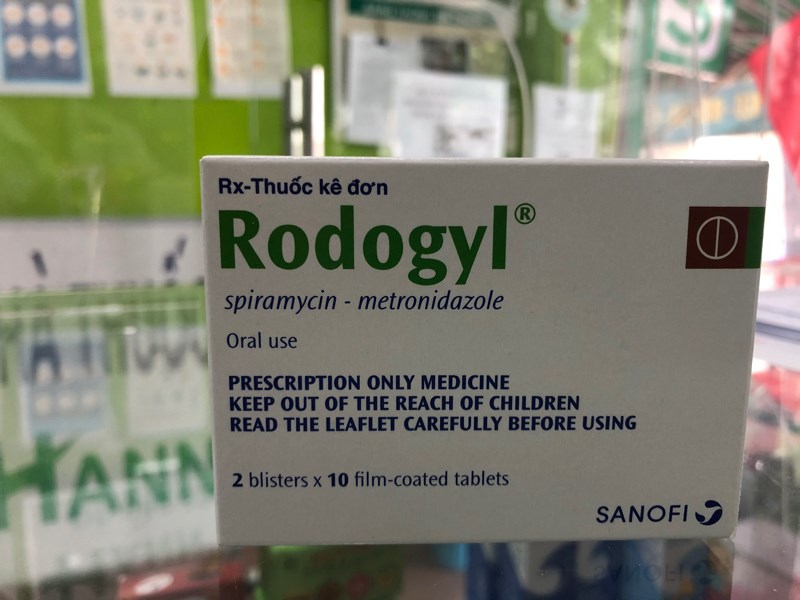 Rx-Thuốc kê đơn
Rodogyl®
spiramycin - metronidazole
Oral use
PRESCRIPTION ONLY MEDICINE
KEEP OUT OF THE REACH OF CHILDREN
READ THE LEAFLET CAREFULLY BEFORE USING
2 blisters x 10 film-coated tablets
SANOFI
HANN